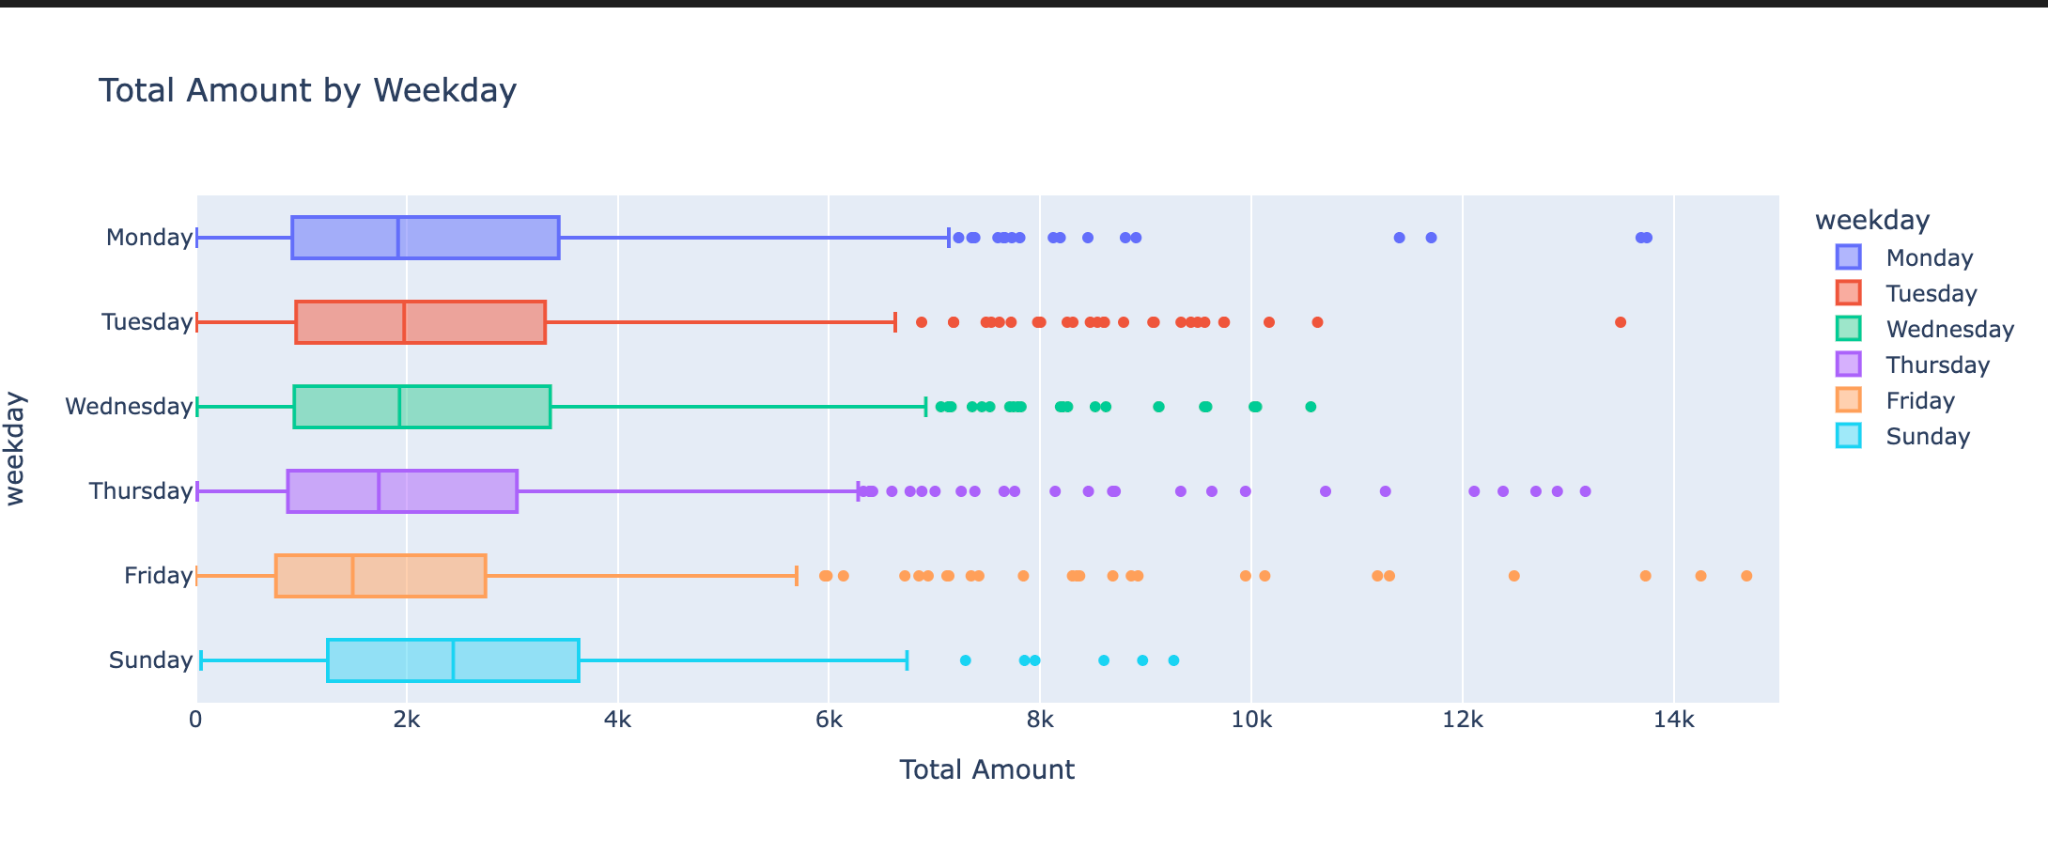 Total Amount by Weekday
weekday
Monday
Tuesday
Wednesday
Thursday
Friday
Sunday
0 2k 4k 6k 8k 10k 12k 14k
Total Amount
weekday
Monday
Tuesday
Wednesday
Thursday
Friday
Sunday